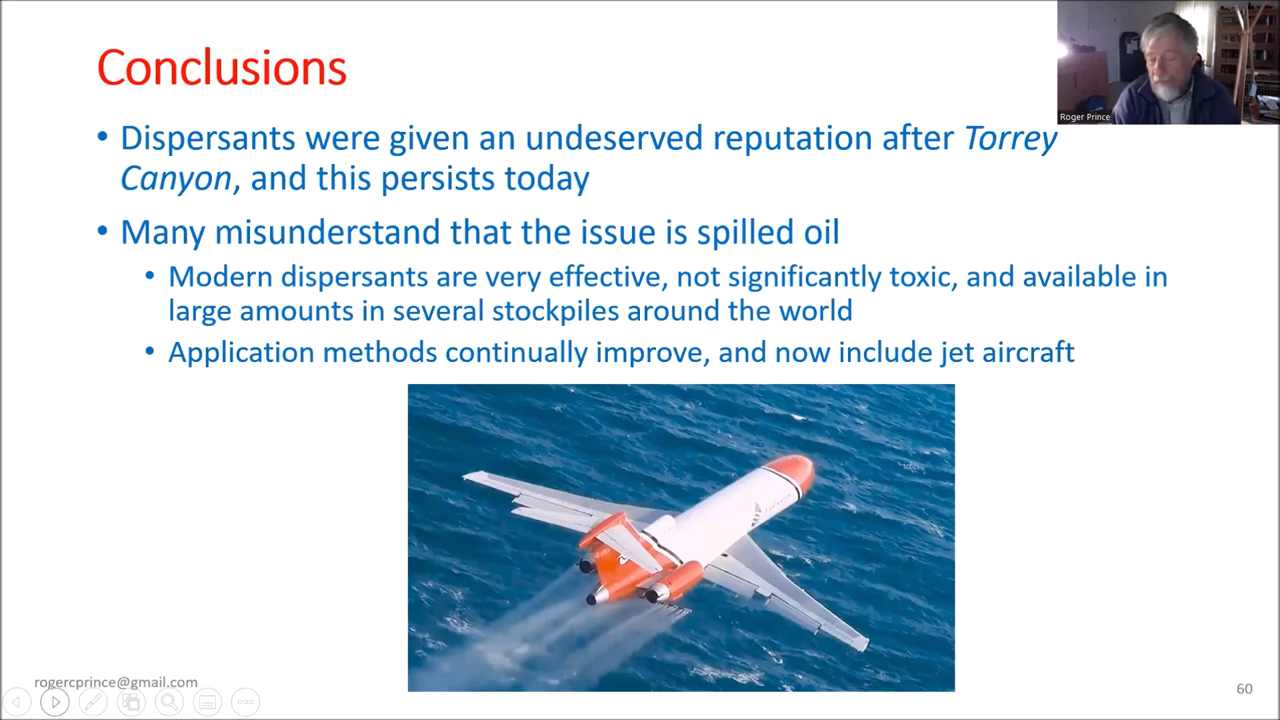 Conclusions
Roger Prince
• Dispersants were given an undeserved reputation after Torrey
Canyon, and this persists today
• Many misunderstand that the issue is spilled oil
• Modern dispersants are very effective, not significantly toxic, and available in
large amounts in several stockpiles around the world
• Application methods continually improve, and now include jet aircraft
rogercprince@gmail.com
60